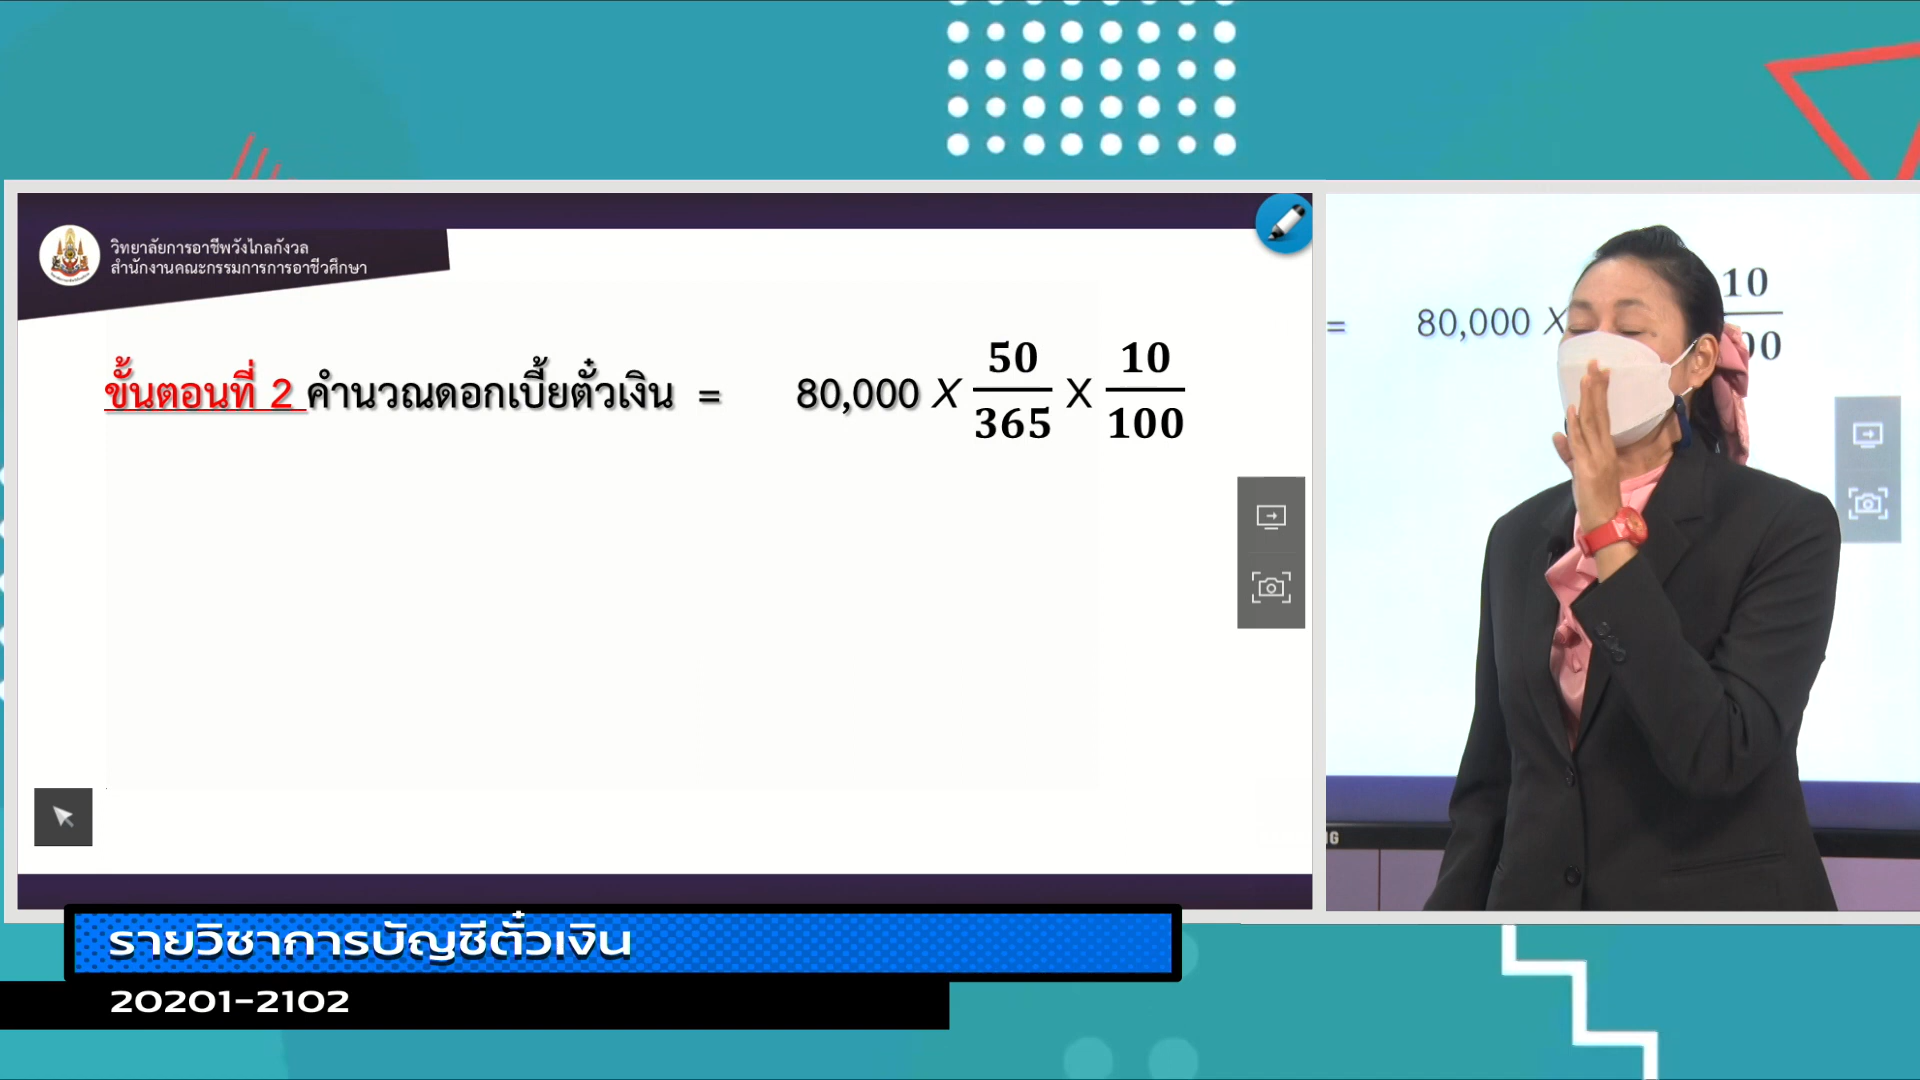 วิทยาลัยการอาชีพวังไกลกังวล
สำนักงานคณะกรรมการการอาชีวศึกษา
ขั้นตอนที่ 2 คำนวณดอกเบี้ยตั๋วเงิน = 80,000 X 50/365 X 10/100
= 80,000 X 10/00
G
รายวิชาการบัญชีตั๋วเงิน
20201-2102